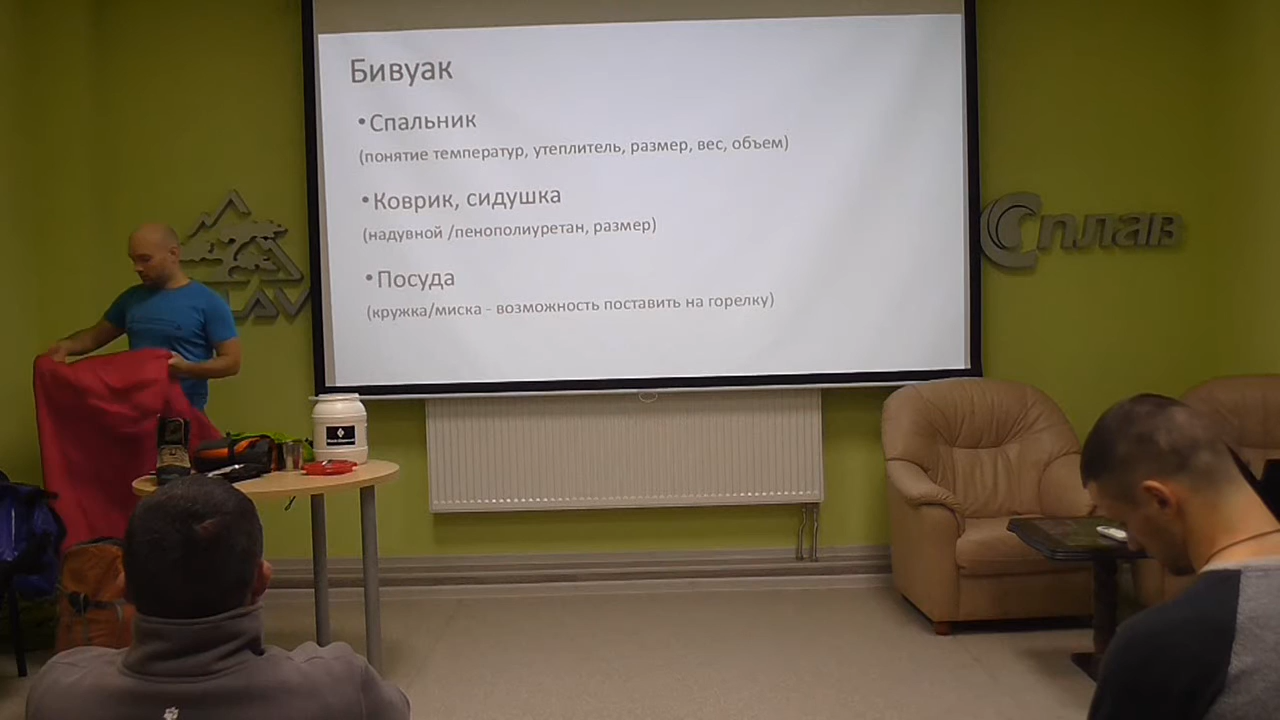 Бивуак
•Спальник
(понятие температур, утеплитель, размер, вес, объем)
•Коврик, сидушка
(надувной /пенополиуретан, размер)
•Посуда
(кружка/миска - возможность поставить на горелку)
Сплав
LAV